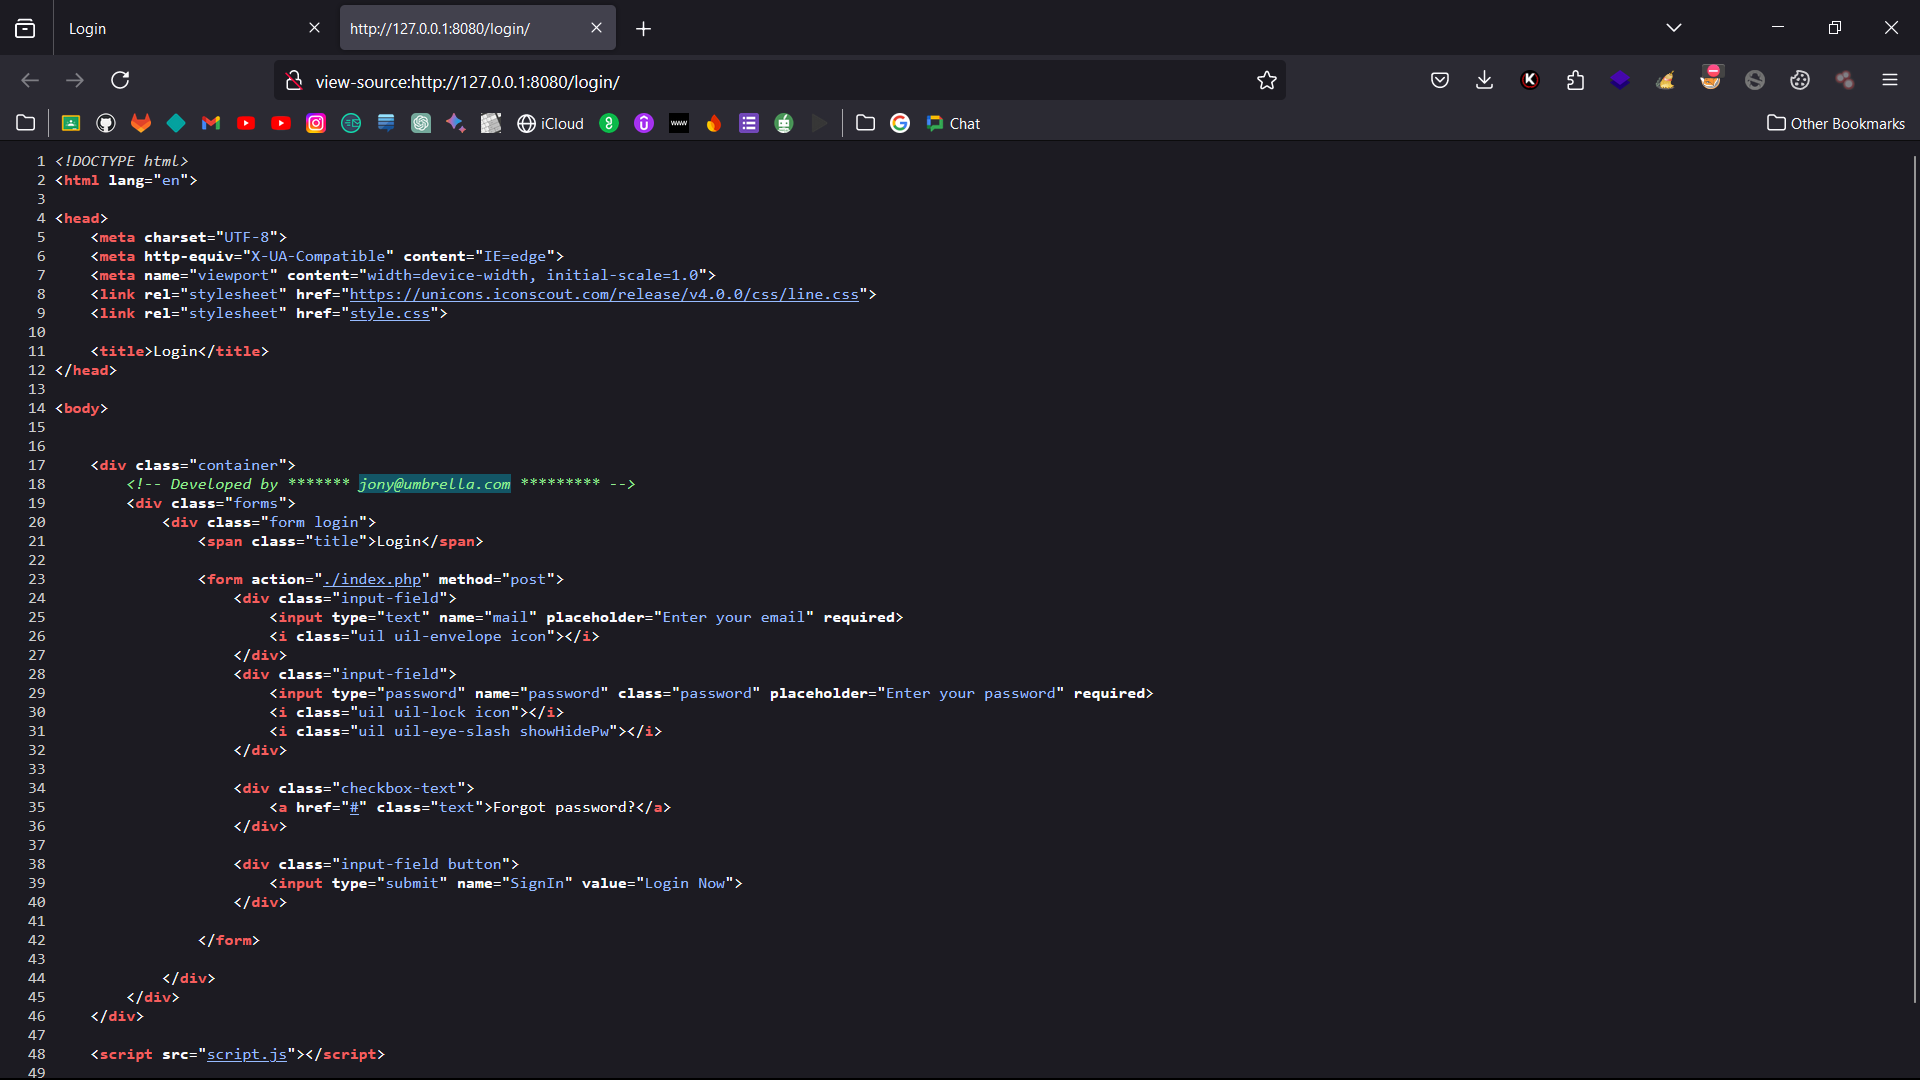 Login
http://127.0.0.1:8080/login/
view-source:http://127.0.0.1:8080/login/
iCloud
Chat
Other Bookmarks
1 <!DOCTYPE html>
2 <html lang="en">
3
4 <head>
5 <meta charset="UTF-8">
6 <meta http-equiv="X-UA-Compatible" content="IE=edge">
7 <meta name="viewport" content="width=device-width, initial-scale=1.0">
8 <link rel="stylesheet" href="https://unicons.iconscout.com/release/v4.0.0/css/line.css">
9 <link rel="stylesheet" href="style.css">
10
11 <title>Login</title>
12 </head>
13
14 <body>
15
16
17 <div class="container">
18 <!-- Developed by ******* jony@umbrella.com ********* -->
19 <div class="forms">
20 <div class="form login">
21 <span class="title">Login</span>
22
23 <form action="./index.php" method="post">
24 <div class="input-field">
25 <input type="text" name="mail" placeholder="Enter your email" required>
26 <i class="uil uil-envelope icon"></i>
27 </div>
28 <div class="input-field">
29 <input type="password" name="password" class="password" placeholder="Enter your password" required>
30 <i class="uil uil-lock icon"></i>
31 <i class="uil uil-eye-slash showHidePw"></i>
32 </div>
33
34 <div class="checkbox-text">
35 <a href="#" class="text">Forgot password?</a>
36 </div>
37
38 <div class="input-field button">
39 <input type="submit" name="SignIn" value="Login Now">
40 </div>
41
42 </form>
43
44 </div>
45 </div>
46 </div>
47
48 <script src="script.js"></script>
49